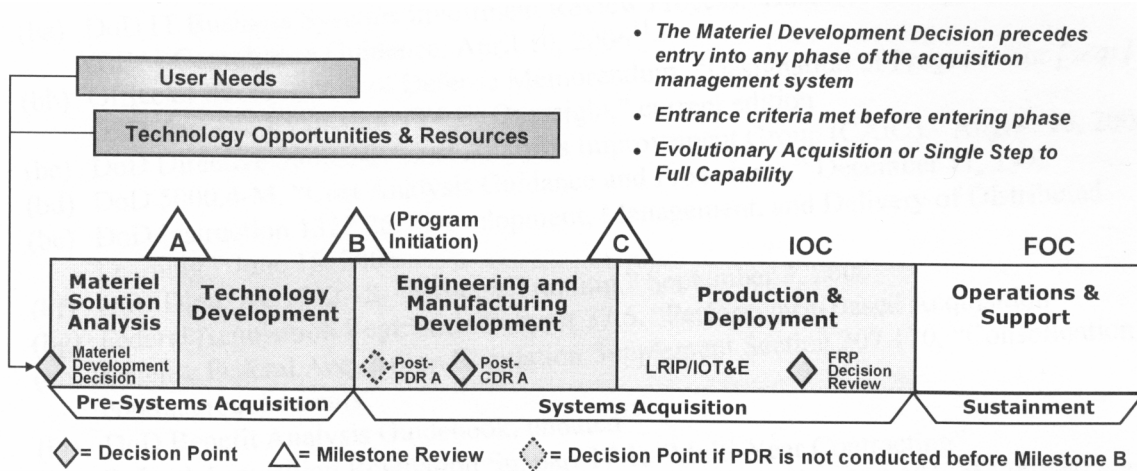 User Needs
Technology Opportunities & Resources
• The Materiel Development Decision precedes
entry into any phase of the acquisition
management system
• Entrance criteria met before entering phase
• Evolutionary Acquisition or Single Step to
Full Capability
A
B
(Program
Initiation)
C
IOC
FOC
Materiel
Solution
Analysis
Technology
Development
Engineering and
Manufacturing
Development
Production &
Deployment
Operations &
Support
Materiel
Development
Decision
Post-
PDR A
Post-
CDR A
LRIP/IOT&E
FRP
Decision
Review
Pre-Systems Acquisition
Systems Acquisition
Sustainment
= Decision Point
= Milestone Review
= Decision Point if PDR is not conducted before Milestone B